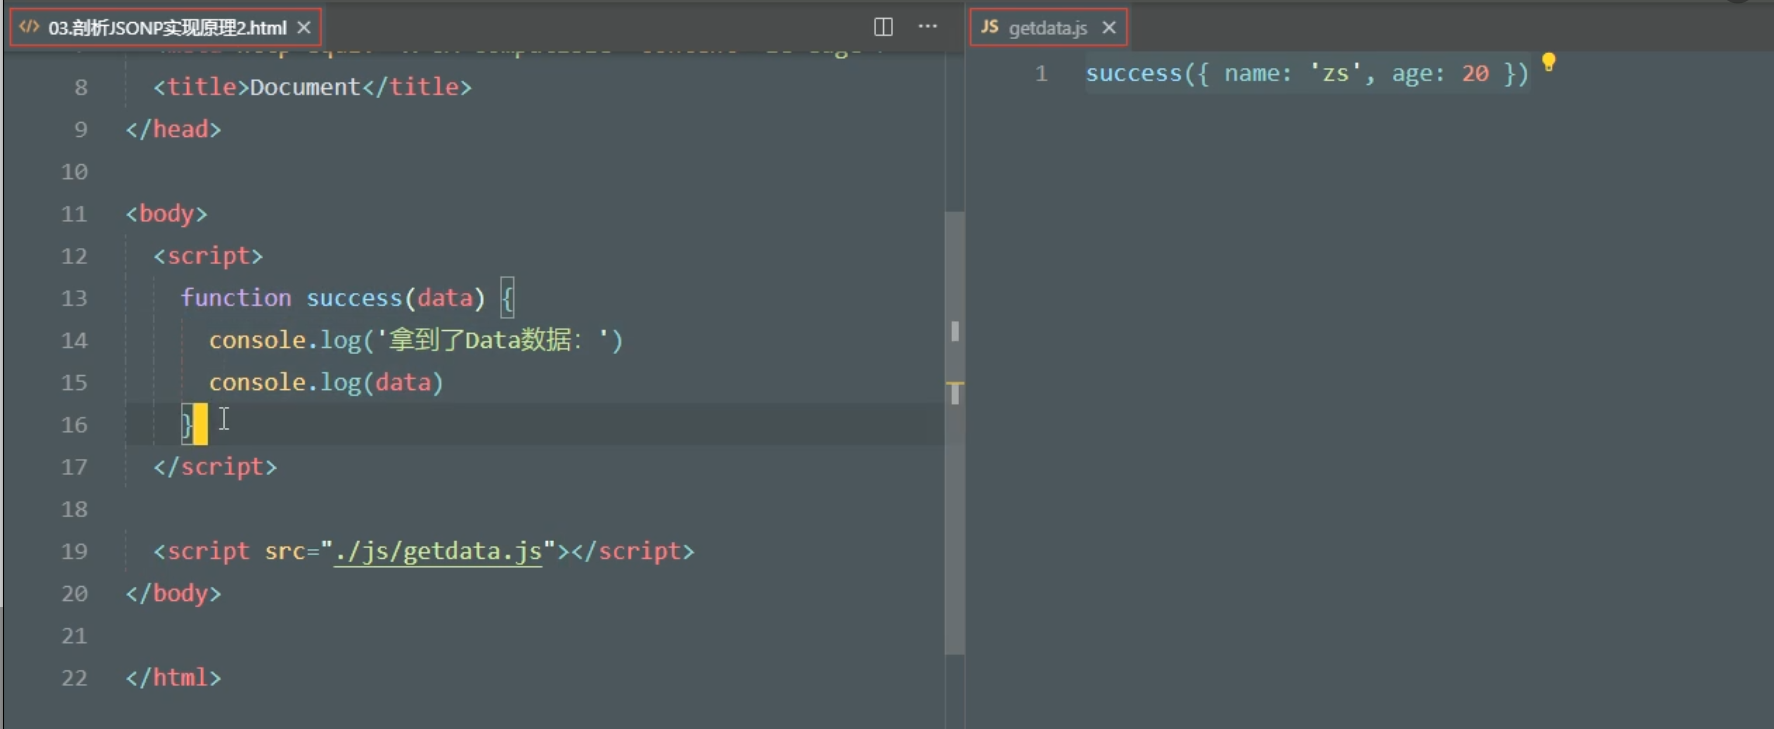 03.剖析JSONP实现原理2.html
getdata.js
8 <title>Document</title>
9 </head>
10
11 <body>
12 <script>
13 function success(data) {
14 console.log('拿到了Data数据：')
15 console.log(data)
16 }
17 </script>
18
19 <script src="./js/getdata.js"></script>
20 </body>
21
22 </html>
JS
1 success({ name: 'zs', age: 20 })